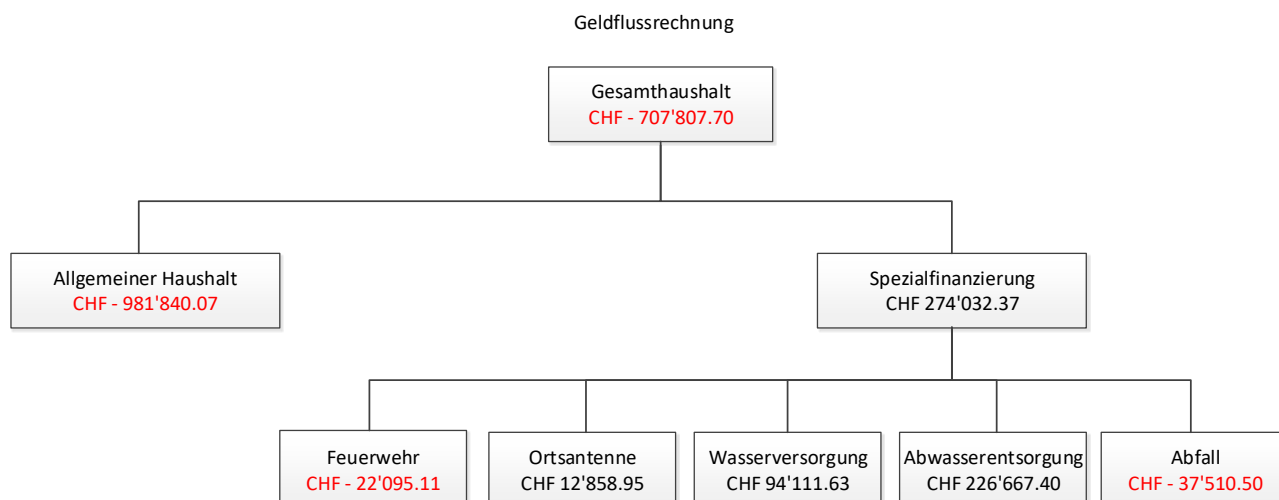 Geldflussrechnung
Gesamthaushalt
CHF - 707'807.70
Allgemeiner Haushalt
CHF - 981'840.07
Spezialfinanzierung
CHF 274'032.37
Feuerwehr
CHF - 22'095.11
Ortsantenne
CHF 12'858.95
Wasserversorgung
CHF 94'111.63
Abwasserentsorgung
CHF 226'667.40
Abfall
CHF - 37'510.50